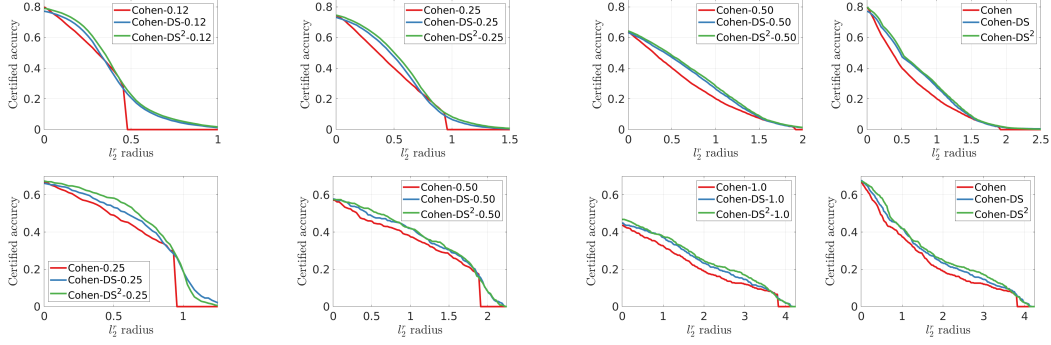 Certified accurcy
0.8
0.6
0.4
0.2
0
0
0.5
1
l₂ʳ radius
Cohen-0.12
Cohen-DS-0.12
Cohen-DS²-0.12
Certified accurcy
0.8
0.6
0.4
0.2
0
0
0.5
1
1.5
l₂ʳ radius
Cohen-0.25
Cohen-DS-0.25
Cohen-DS²-0.25
Certified accurcy
0.8
0.6
0.4
0.2
0
0
0.5
1
1.5
2
l₂ʳ radius
Cohen-0.50
Cohen-DS-0.50
Cohen-DS²-0.50
Certified accurcy
0.8
0.6
0.4
0.2
0
0
0.5
1
1.5
2
2.5
l₂ʳ radius
Cohen
Cohen-DS
Cohen-DS²
Certified accurcy
0.6
0.4
0.2
0
0
0.5
1
l₂ʳ radius
Cohen-0.25
Cohen-DS-0.25
Cohen-DS²-0.25
Certified accurcy
0.6
0.4
0.2
0
0
0.5
1
1.5
2
l₂ʳ radius
Cohen-0.50
Cohen-DS-0.50
Cohen-DS²-0.50
Certified accurcy
0.6
0.4
0.2
0
0
1
2
3
4
l₂ʳ radius
Cohen-1.0
Cohen-DS-1.0
Cohen-DS²-1.0
Certified accurcy
0.6
0.4
0.2
0
0
1
2
3
4
l₂ʳ radius
Cohen
Cohen-DS
Cohen-DS²